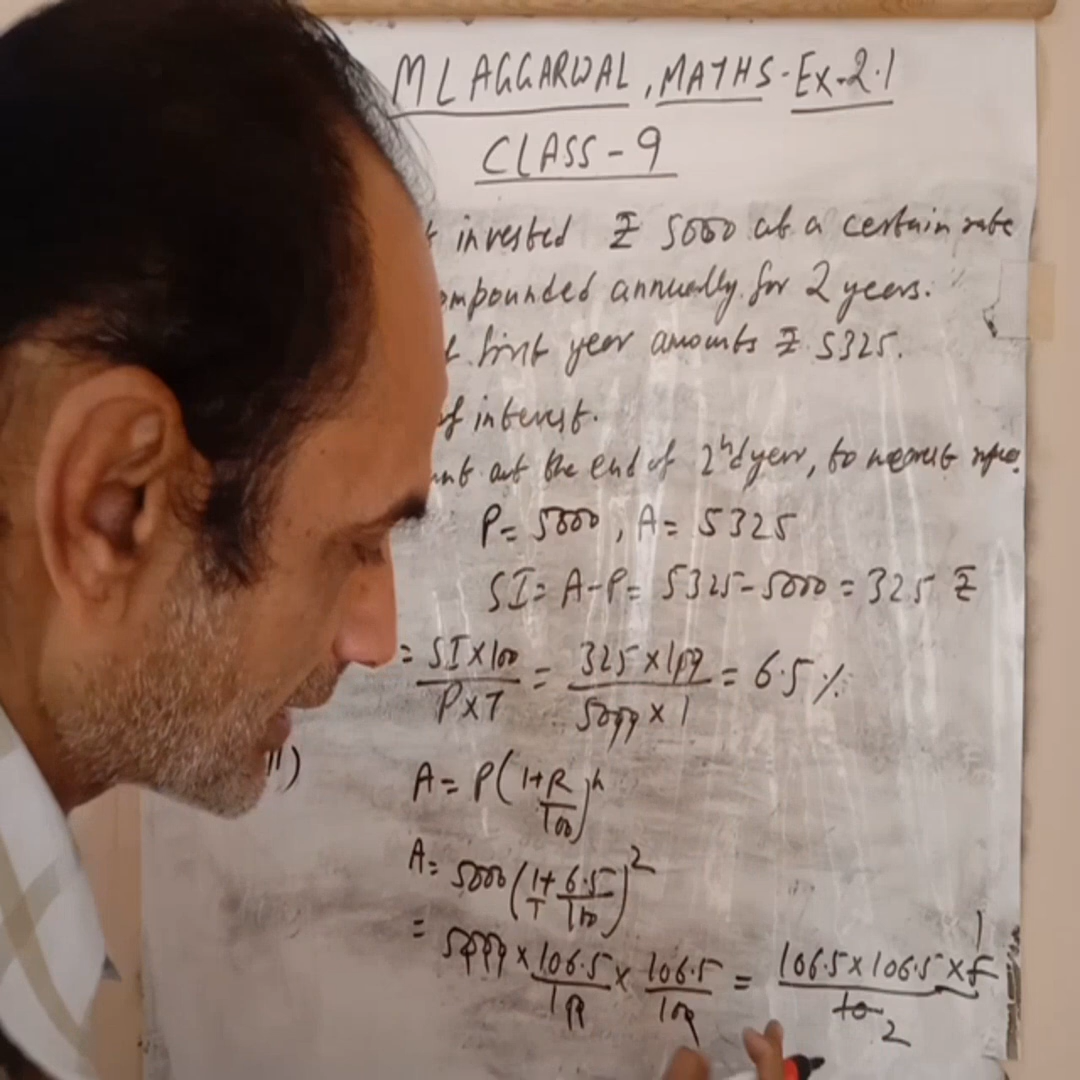 M L AGGARWAL, MATHS - Ex-2.1
CLASS - 9
invested ₹ 5000 at a certain rate
ompounded annually for 2 years.
first year amounts ₹ 5325.
of interest.
at the end of 2nd year, to nearest rupee.
P = 5000, A = 5325
SI = A-P = 5325-5000 = 325 ₹
= SI×100 / P×T = 325×100 / 5000×1 = 6.5%
ii)
A = P(1+R/100)^n
A = 5000(1/1+6.5/100)^2
= 5000 × 106.5/100 × 106.5/100 = 106.5×106.5×5 / 10
1
2